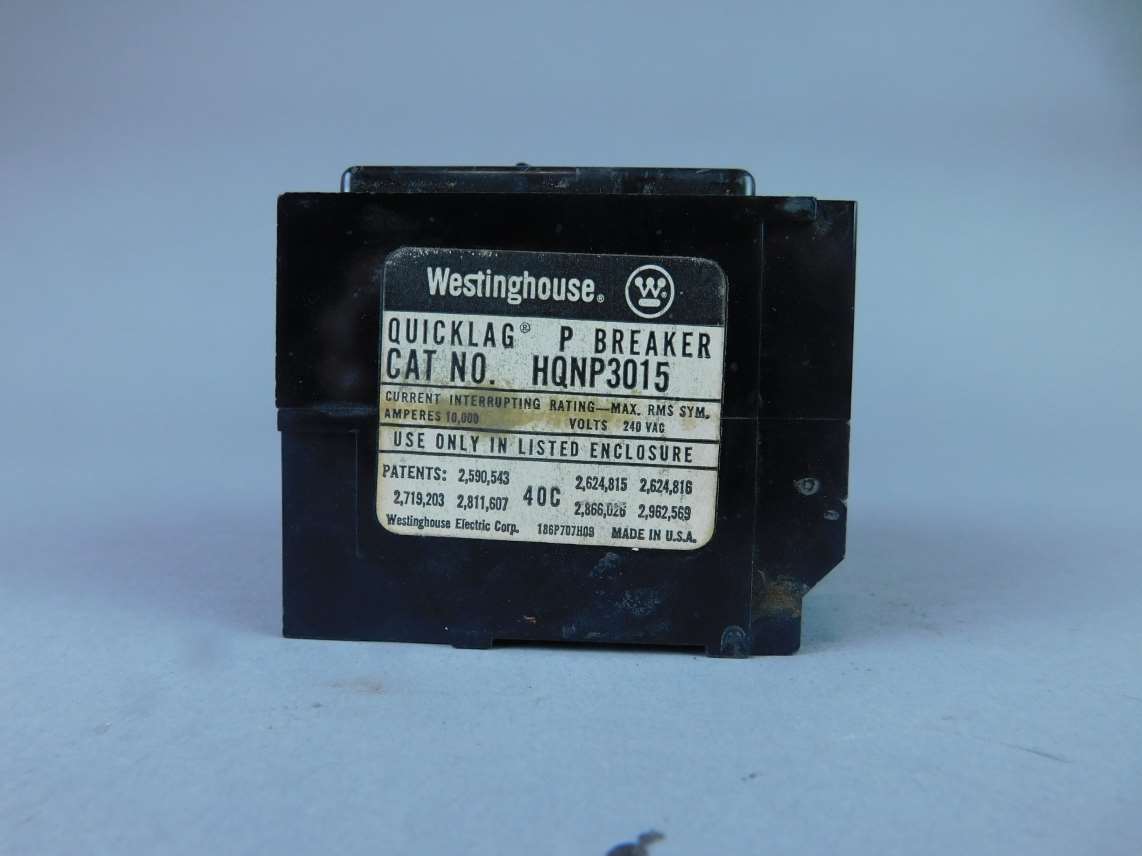 Westinghouse®
QUICKLAG® P BREAKER
CAT NO. HQNP3015
CURRENT INTERRUPTING RATING—MAX. RMS SYM.
AMPERES 10,000 VOLTS 240 VAC
USE ONLY IN LISTED ENCLOSURE
PATENTS: 2,590,543 2,624,815 2,624,816
2,719,203 2,811,607 40C 2,866,026 2,962,569
Westinghouse Electric Corp. 186P707H09 MADE IN U.S.A.